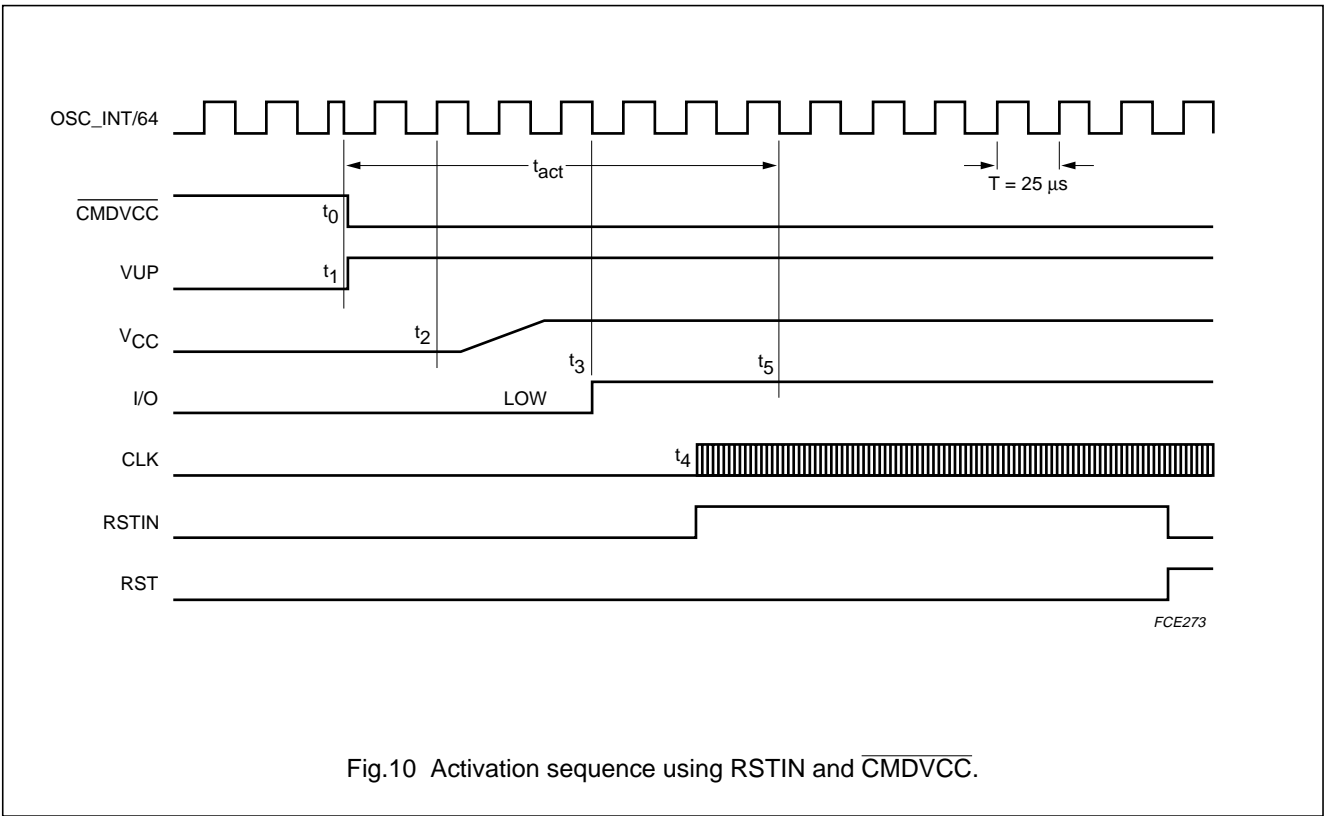 OSC_INT/64
tact
T = 25 μs
CMDVCC
t0
VUP
t1
VCC
t2
t3
t5
I/O
LOW
CLK
t4
RSTIN
RST
FCE273
Fig.10 Activation sequence using RSTIN and CMDVCC.